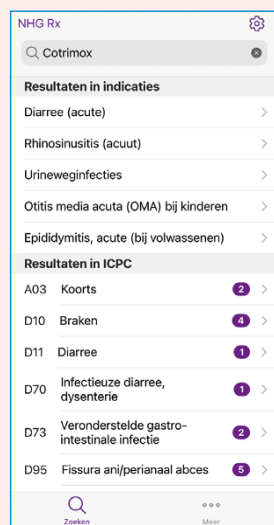 NHG Rx
Cotrimox
Resultaten in indicaties
Diarree (acute)
Rhinosinusitis (acuut)
Urineweginfecties
Otitis media acuta (OMA) bij kinderen
Epididymitis, acute (bij volwassenen)
Resultaten in ICPC
A03 Koorts 2
D10 Braken 4
D11 Diarree 1
D70 Infectieuze diarree, 1
dysenterie
D73 Veronderstelde gastro- 2
intestinale infectie
D95 Fissura ani/perianaal abces 5
Zoeken Meer